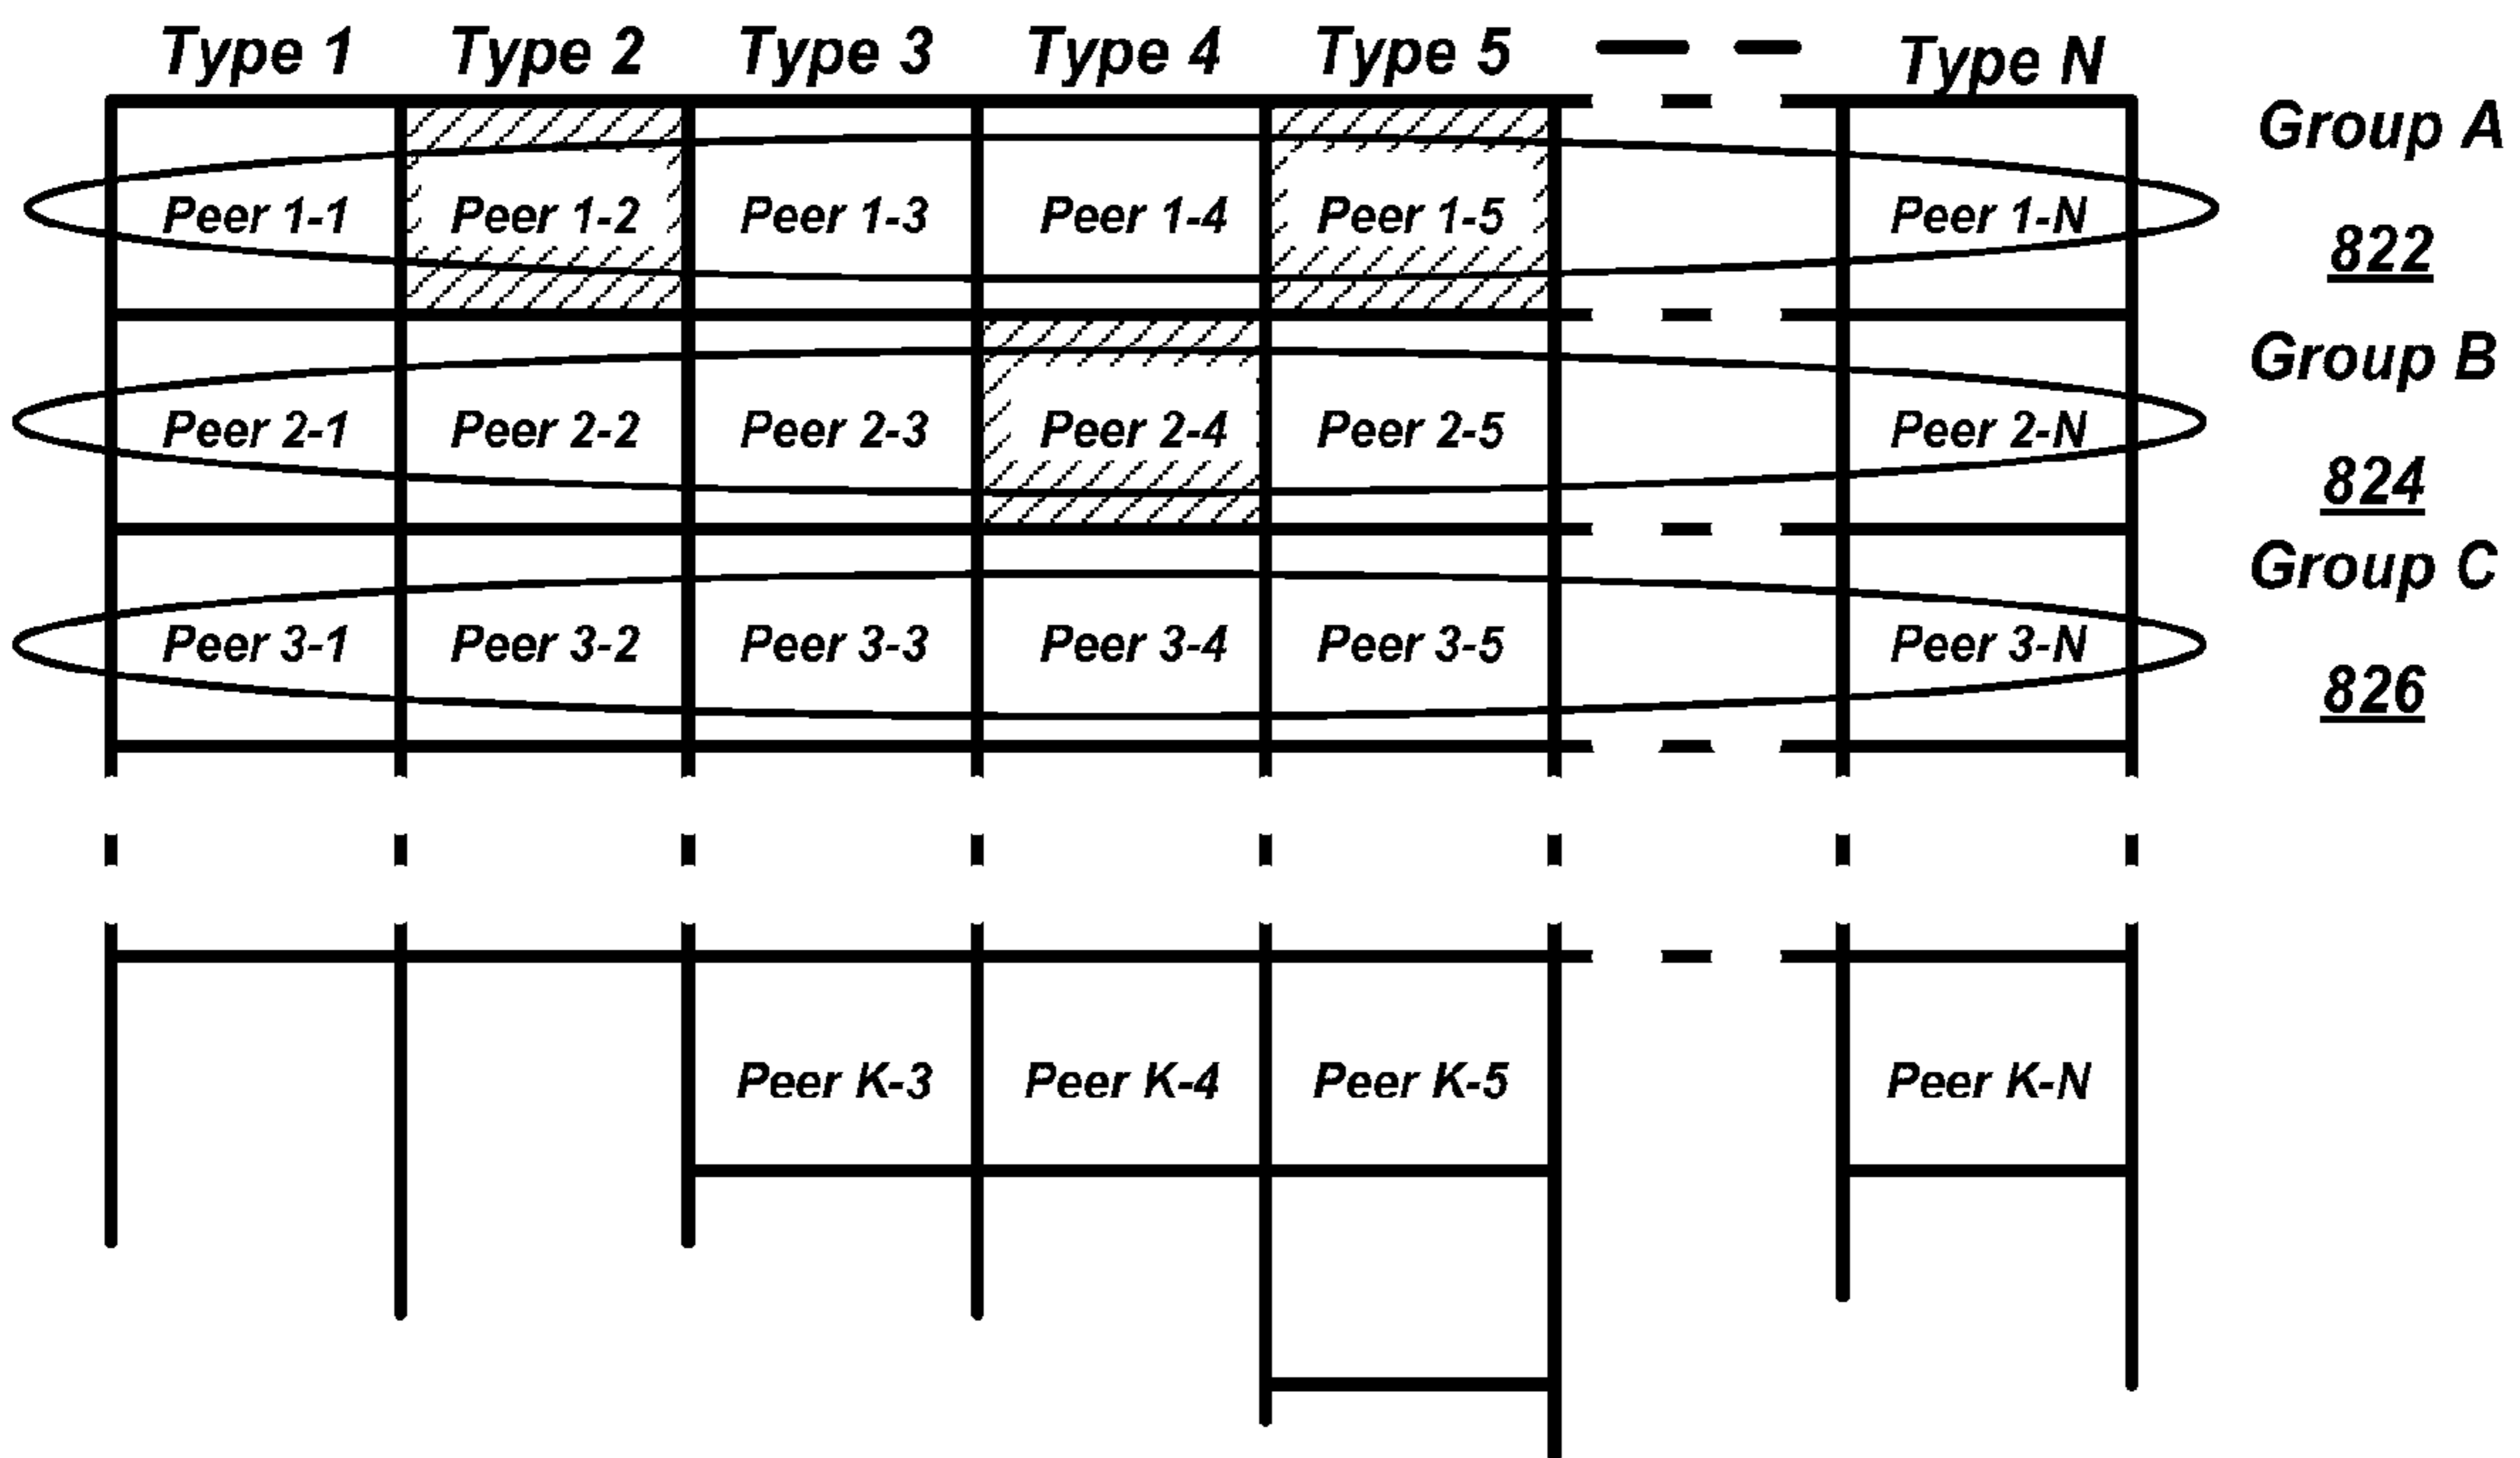 Type 1 Type 2 Type 3 Type 4 Type 5 Type N
Group A
Peer 1-1 Peer 1-2 Peer 1-3 Peer 1-4 Peer 1-5 Peer 1-N
822
Group B
Peer 2-1 Peer 2-2 Peer 2-3 Peer 2-4 Peer 2-5 Peer 2-N
824
Group C
Peer 3-1 Peer 3-2 Peer 3-3 Peer 3-4 Peer 3-5 Peer 3-N
826
Peer K-3 Peer K-4 Peer K-5 Peer K-N